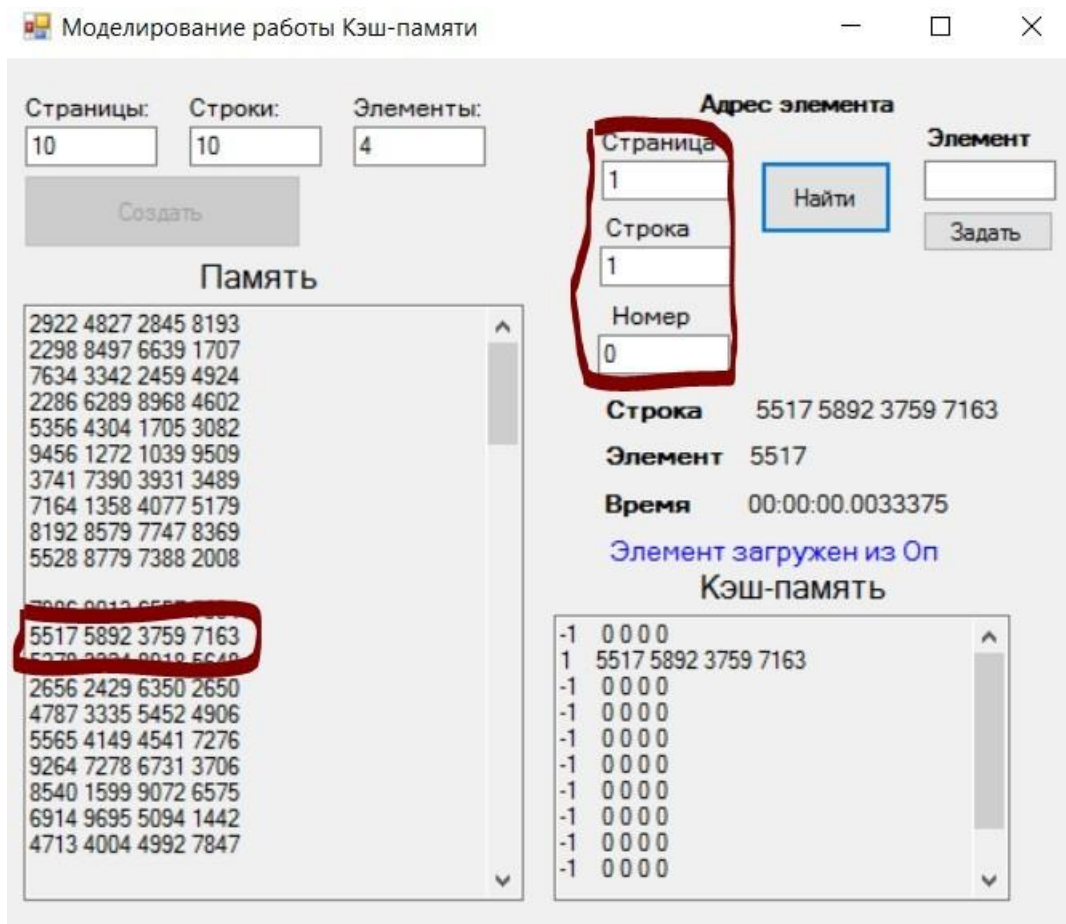 Моделирование работы Кэш-памяти
Страницы: Строки: Элементы:
10 10 4
Создать
Память
2922 4827 2845 8193
2298 8497 6639 1707
7634 3342 2459 4924
2286 6289 8968 4602
5356 4304 1705 3082
9456 1272 1039 9509
3741 7390 3931 3489
7164 1358 4077 5179
8192 8579 7747 8369
5528 8779 7388 2008
5517 5892 3759 7163
2656 2429 6350 2650
4787 3335 5452 4906
5565 4149 4541 7276
9264 7278 6731 3706
8540 1599 9072 6575
6914 9695 5094 1442
4713 4004 4992 7847
Адрес элемента
Страница
1
Строка
1
Номер
0
Найти
Элемент
Задать
Строка 5517 5892 3759 7163
Элемент 5517
Время 00:00:00.0033375
Элемент загружен из Оп
Кэш-память
-1 0 0 0 0
1 5517 5892 3759 7163
-1 0 0 0 0
-1 0 0 0 0
-1 0 0 0 0
-1 0 0 0 0
-1 0 0 0 0
-1 0 0 0 0
-1 0 0 0 0
-1 0 0 0 0